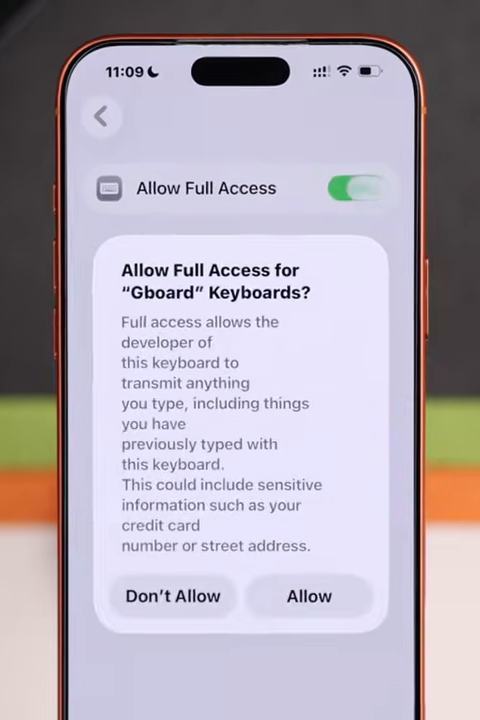 11:09
Allow Full Access
Allow Full Access for
“Gboard” Keyboards?
Full access allows the
developer of
this keyboard to
transmit anything
you type, including things
you have
previously typed with
this keyboard.
This could include sensitive
information such as your
credit card
number or street address.
Don’t Allow
Allow